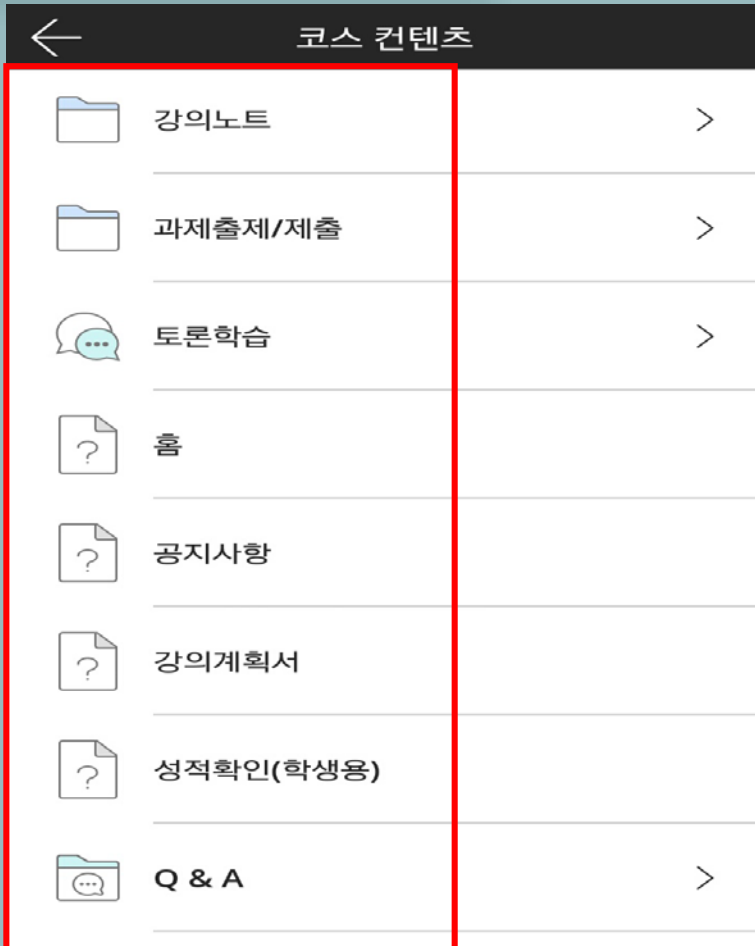 코스 컨텐츠
강의노트
과제출제/제출
토론학습
홈
공지사항
강의계획서
성적확인(학생용)
Q & A